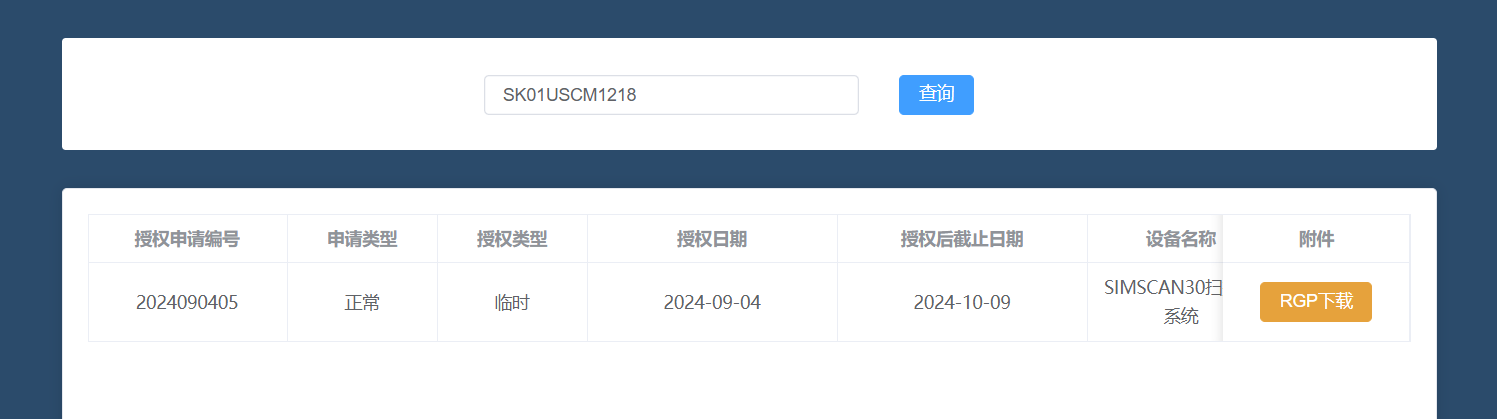 SK01USCM1218 查询
授权申请编号 申请类型 授权类型 授权日期 授权后截止日期 设备名称 附件
2024090405 正常 临时 2024-09-04 2024-10-09 SIMSCAN30扫 RGP下载
系统